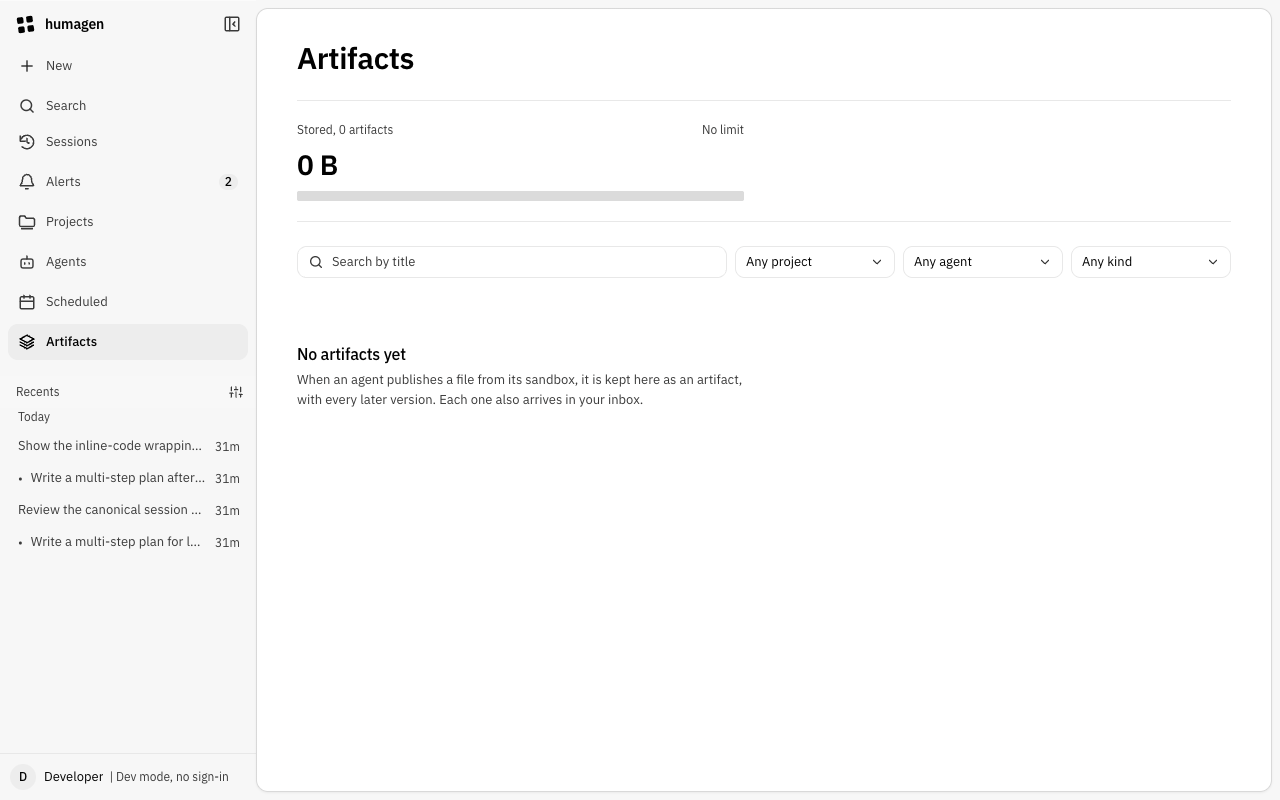 humagen
New
Search
Sessions
Alerts 2
Projects
Agents
Scheduled
Artifacts
Recents
Today
Show the inline-code wrappin... 31m
• Write a multi-step plan after... 31m
Review the canonical session ... 31m
• Write a multi-step plan for l... 31m
D Developer | Dev mode, no sign-in
Artifacts
Stored, 0 artifacts No limit
0 B
Search by title Any project Any agent Any kind
No artifacts yet
When an agent publishes a file from its sandbox, it is kept here as an artifact,
with every later version. Each one also arrives in your inbox.